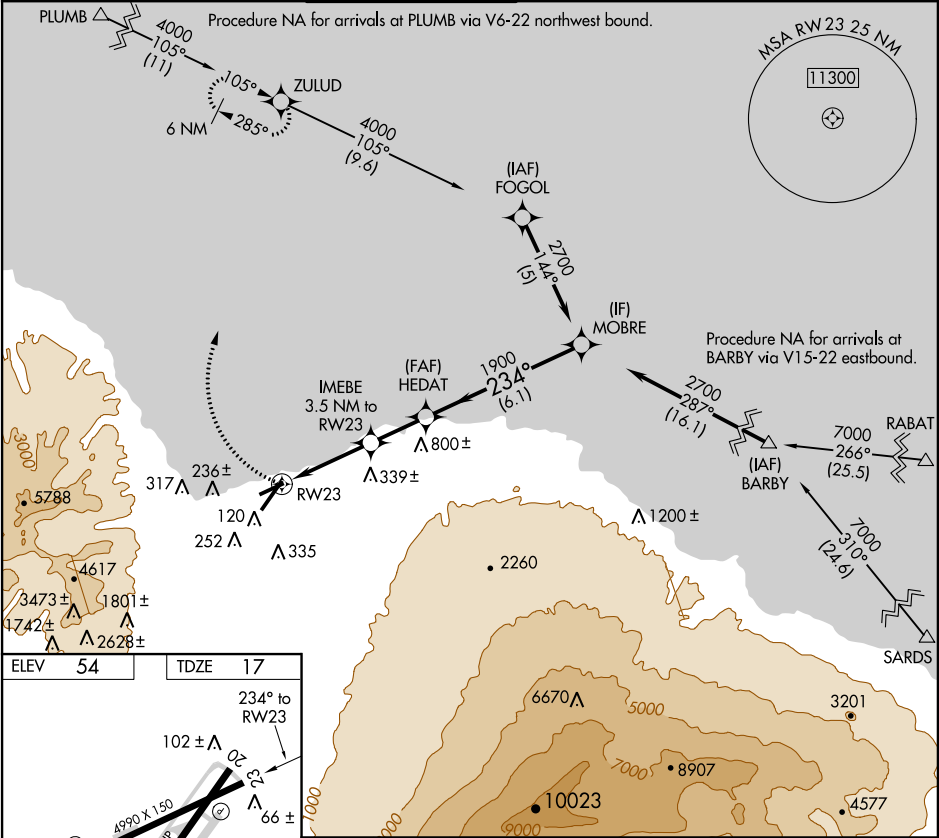 PLUMB
Procedure NA for arrivals at PLUMB via V6-22 northwest bound.
4000
105°
(11)
105°
ZULUD
6 NM
285°
4000
105°
(9.6)
MSA RW23 25 NM
11300
(IAF)
FOGOL
2700
144°
(5)
(IF)
MOBRE
Procedure NA for arrivals at
BARBY via V15-22 eastbound.
1900
234°
(6.1)
(FAF)
HEDAT
IMEBE
3.5 NM to
RW23
2700
287°
(16.1)
RABAT
7000
266°
(25.5)
(IAF)
BARBY
800±
339±
3000
5788
317
236±
RW23
120
252
335
1200±
7000
310°
(24.6)
2260
4617
3473±
1801±
1742±
2628±
SARDS
ELEV 54
TDZE 17
234° to
RW23
102±
20
23
4990 X 150
P
66±
1000
6670
5000
3201
7000
8907
10023
9000
4577